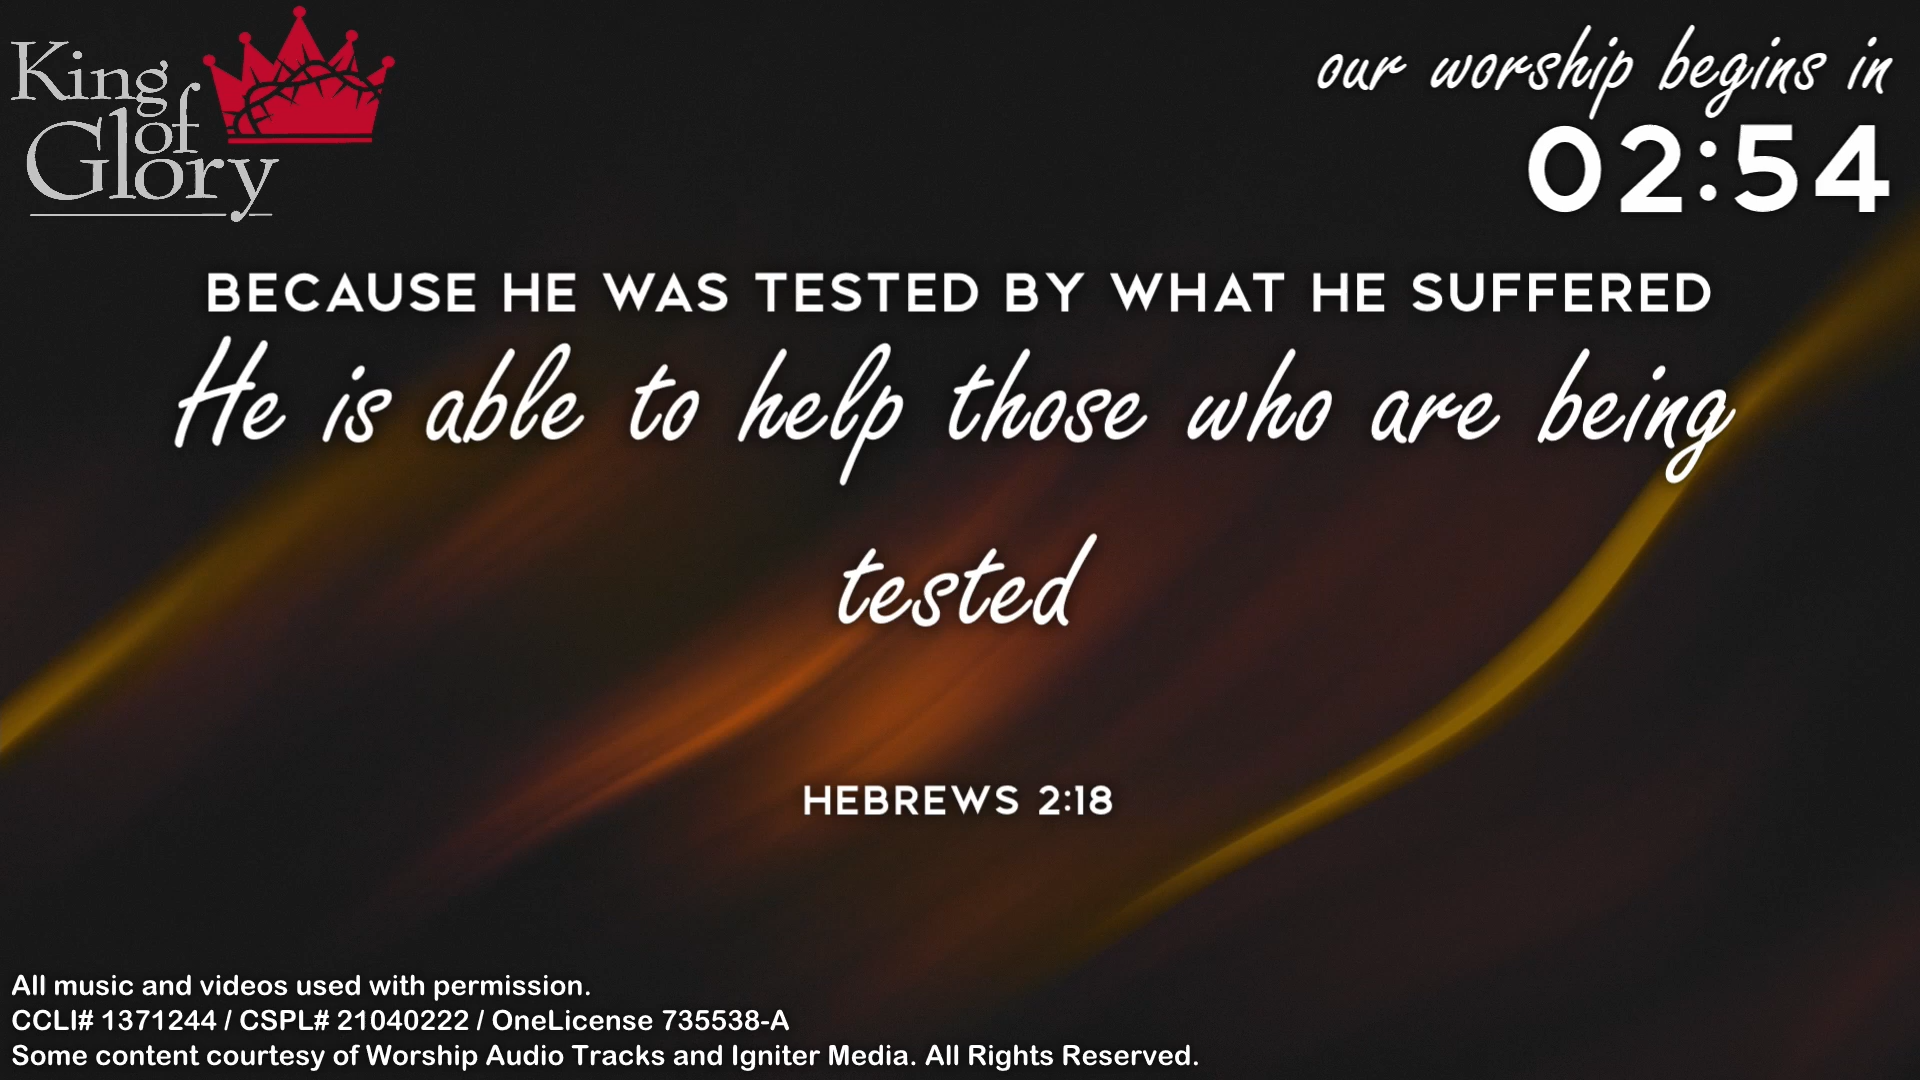 King
of
Glory
our worship begins in
02:54
BECAUSE HE WAS TESTED BY WHAT HE SUFFERED
He is able to help those who are being
tested
HEBREWS 2:18
All music and videos used with permission.
CCLI# 1371244 / CSPL# 21040222 / OneLicense 735538-A
Some content courtesy of Worship Audio Tracks and Igniter Media. All Rights Reserved.